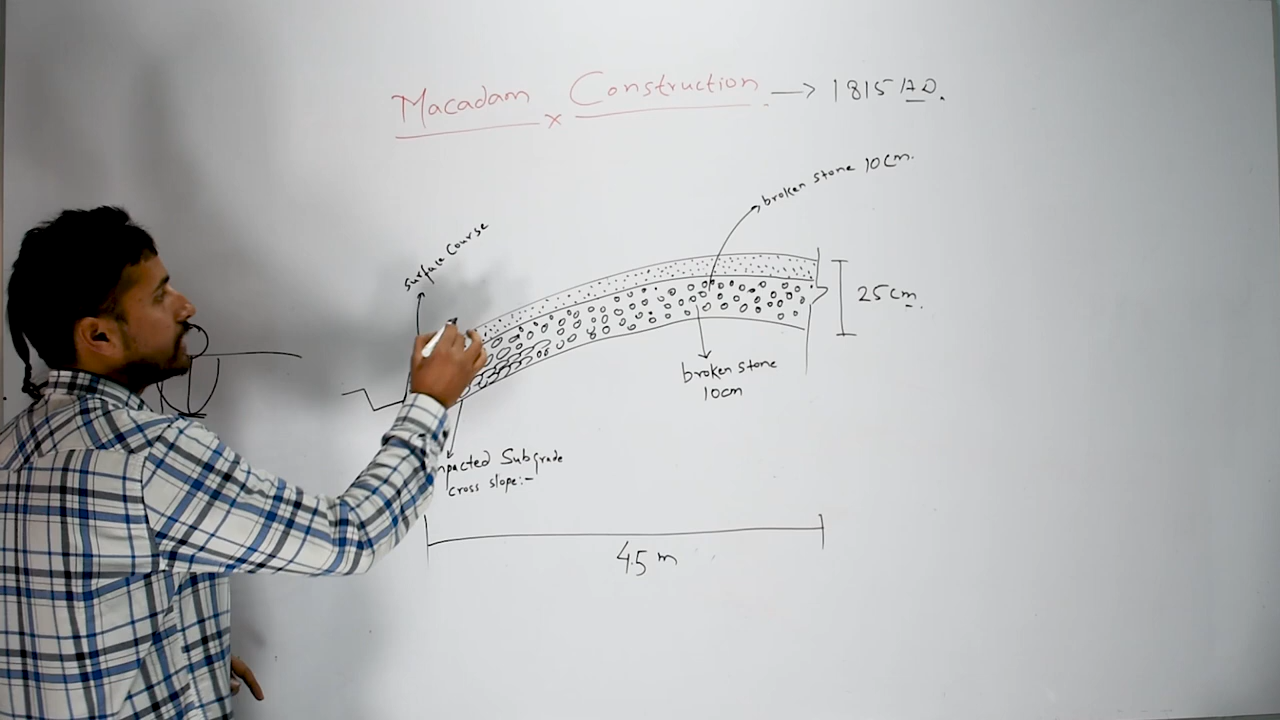 Macadam Construction → 1815 AD.
broken stone 10cm.
surface course
25cm.
broken stone
10cm
mpacted Subgrade
cross slope:-
4.5 m